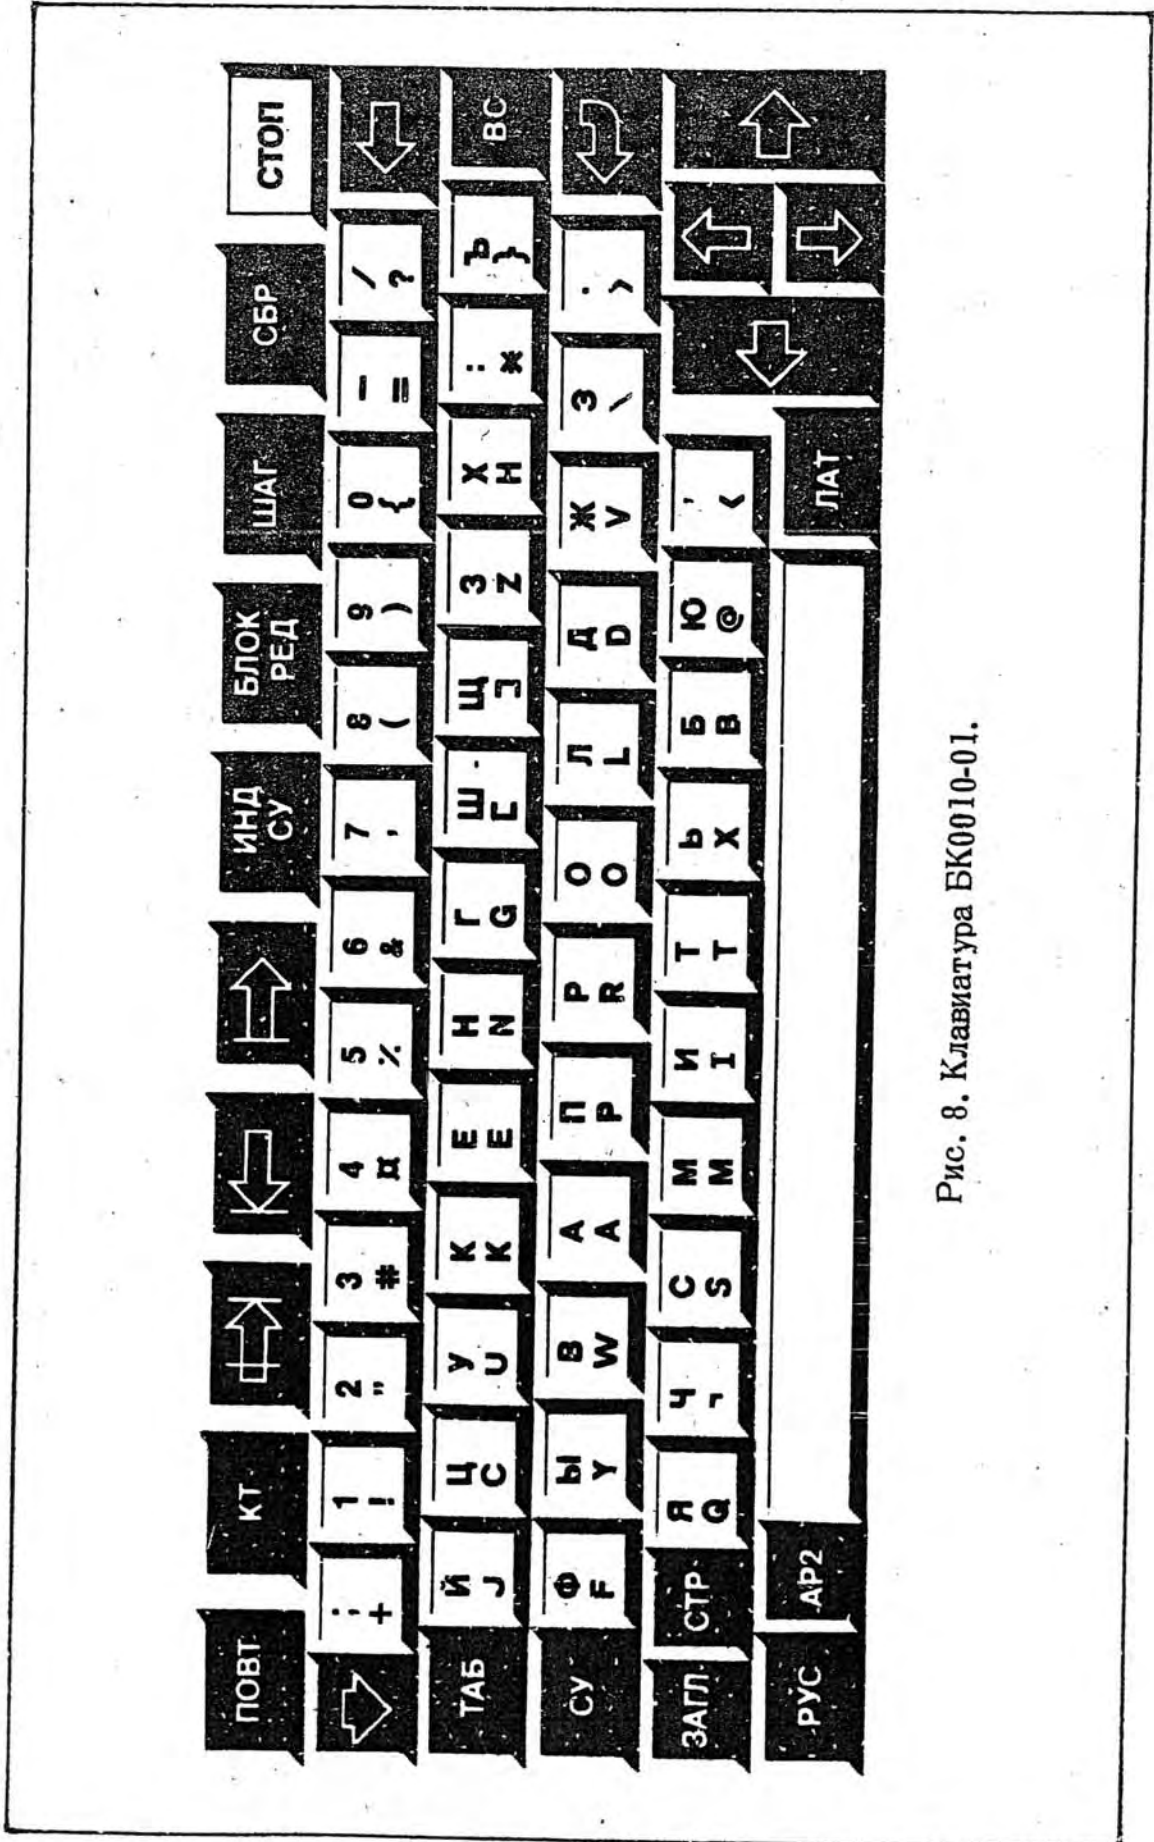 ПОВТ КТ ИНД СУ БЛОК РЕД ШАГ СБР СТОП
; + 1 ! 2 " 3 # 4 ¤ 5 % 6 & 7 ' 8 ( 9 ) 0 { - = / ?
ТАБ Й J Ц C У U К K Е E Н N Г G Ш [ Щ ] З Z Х H : ж Ъ } ВС
СУ Ф F Ы Y В W А A П P Р R О O Л L Д D Ж V З \ . >
ЗАГЛ СТР Я Q Ч ¬ С S М M И I Т T Ь X Б B Ю @ , <
РУС АР2 ЛАТ
Рис. 8. Клавиатура БК0010-01.